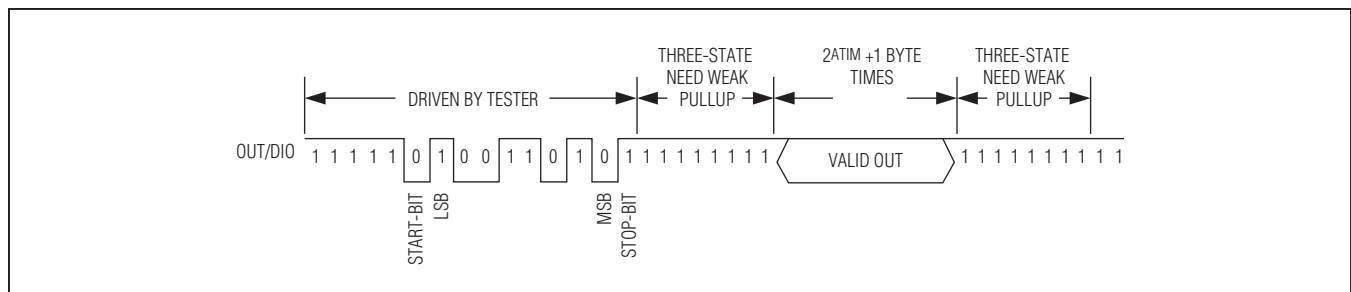 THREE-STATE
NEED WEAK
PULLUP
2ATIM +1 BYTE
TIMES
THREE-STATE
NEED WEAK
PULLUP
DRIVEN BY TESTER
OUT/DIO
1 1 1 1 1 0 1 0 0 1 1 0 1 0 1 1 1 1 1 1 1 1
VALID OUT
1 1 1 1 1 1 1 1 1 1
START-BIT
LSB
MSB
STOP-BIT